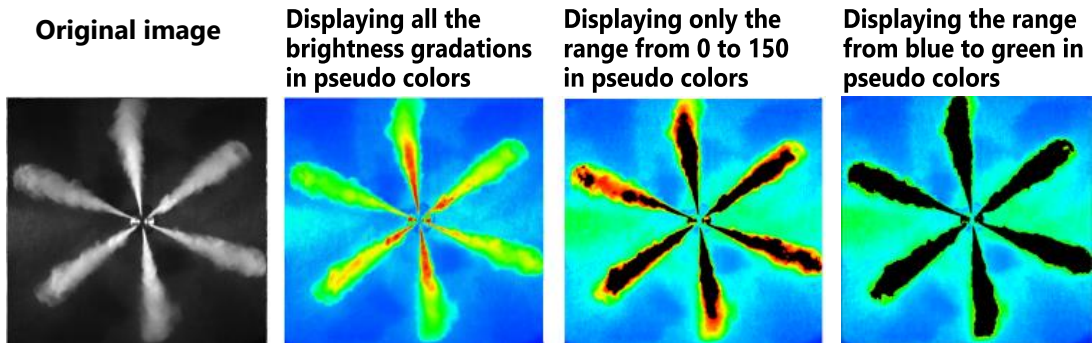 Original image
Displaying all the
brightness gradations
in pseudo colors
Displaying only the
range from 0 to 150
in pseudo colors
Displaying the range
from blue to green in
pseudo colors